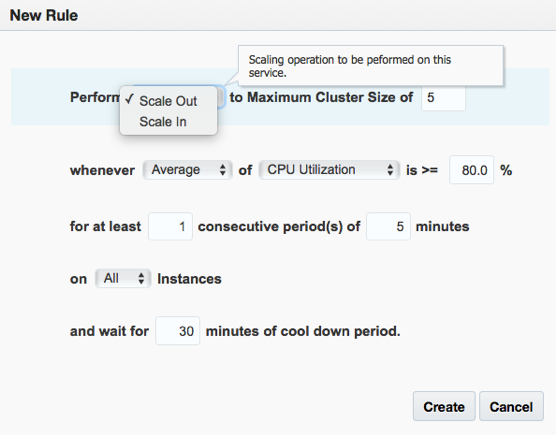 New Rule
Scaling operation to be peformed on this
service.
Perform ✓ Scale Out to Maximum Cluster Size of 5
Scale In
whenever Average of CPU Utilization is >= 80.0 %
for at least 1 consecutive period(s) of 5 minutes
on All Instances
and wait for 30 minutes of cool down period.
Create Cancel